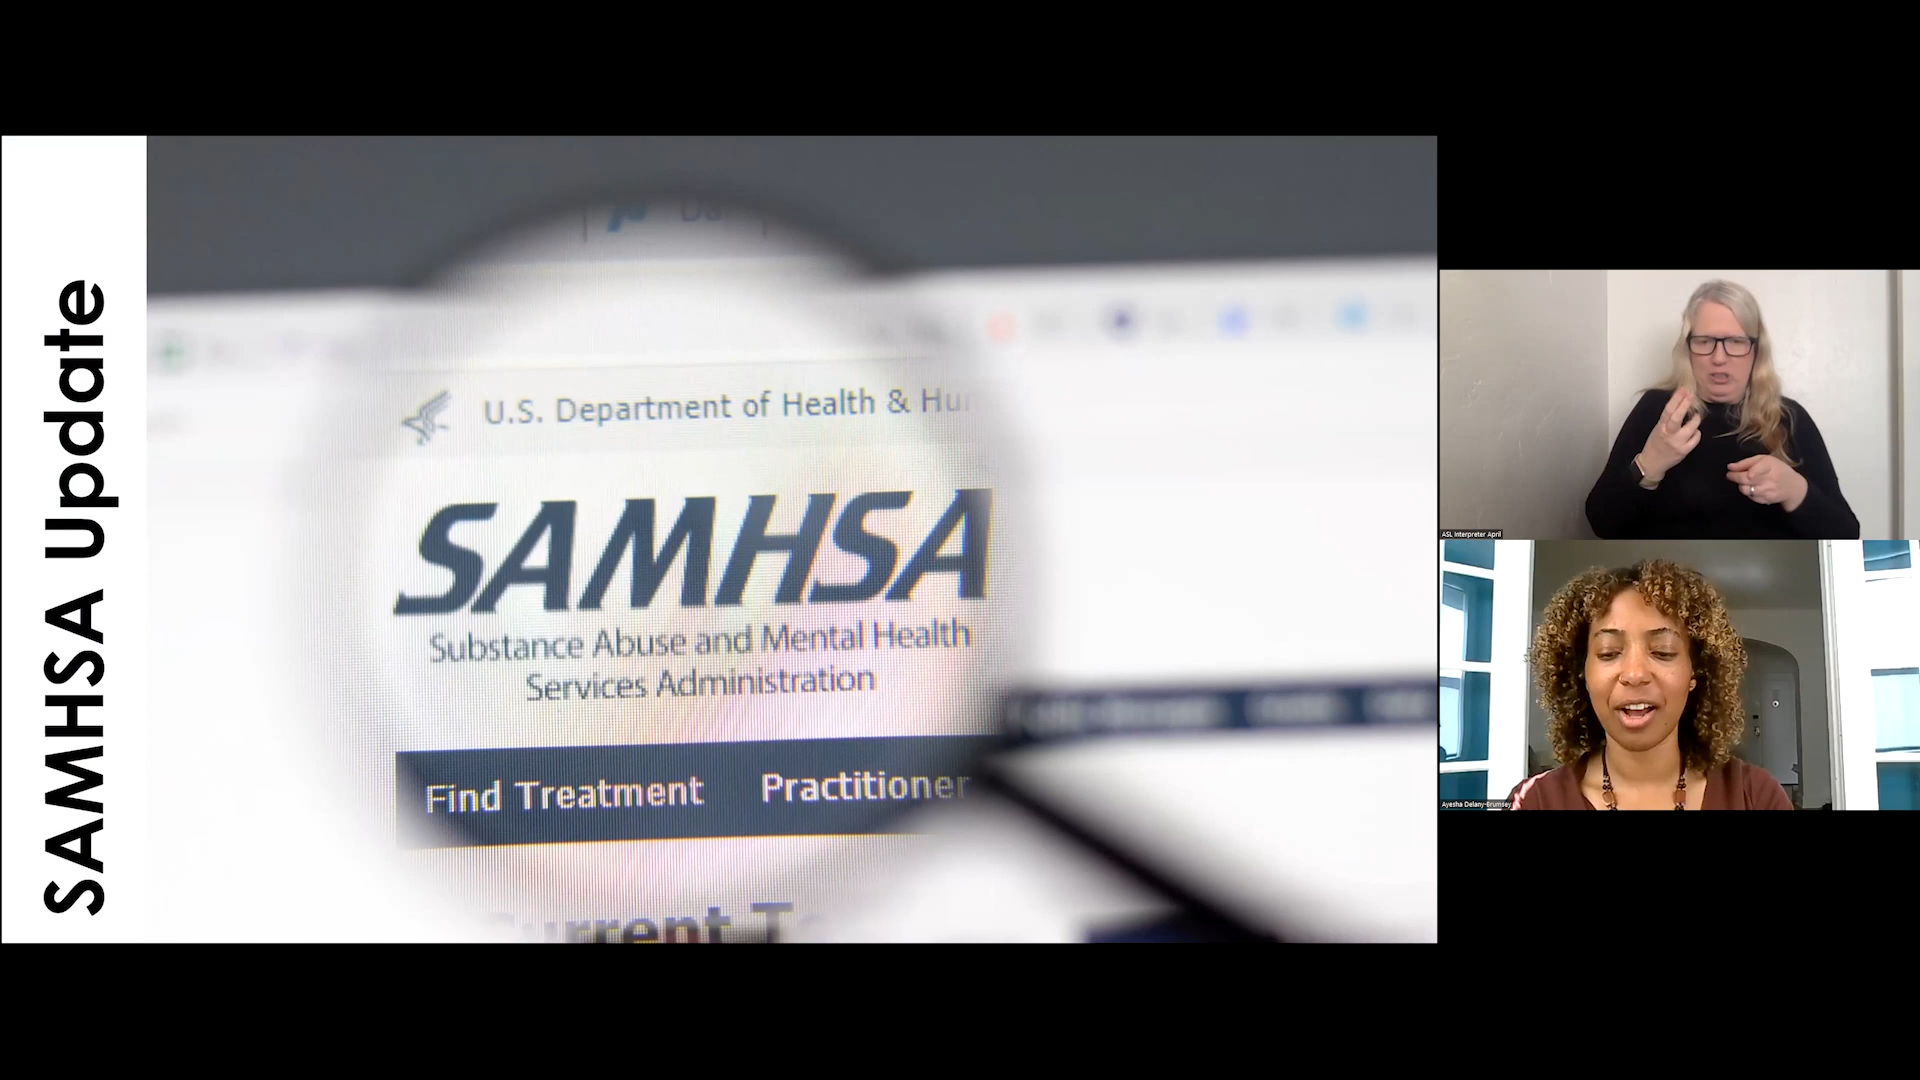 SAMHSA Update
U.S. Department of Health & Hu
SAMHSA
Substance Abuse and Mental Health
Services Administration
Find Treatment Practitioner
Current T
ASL Interpreter April
Ayesha Delany-Brumsey